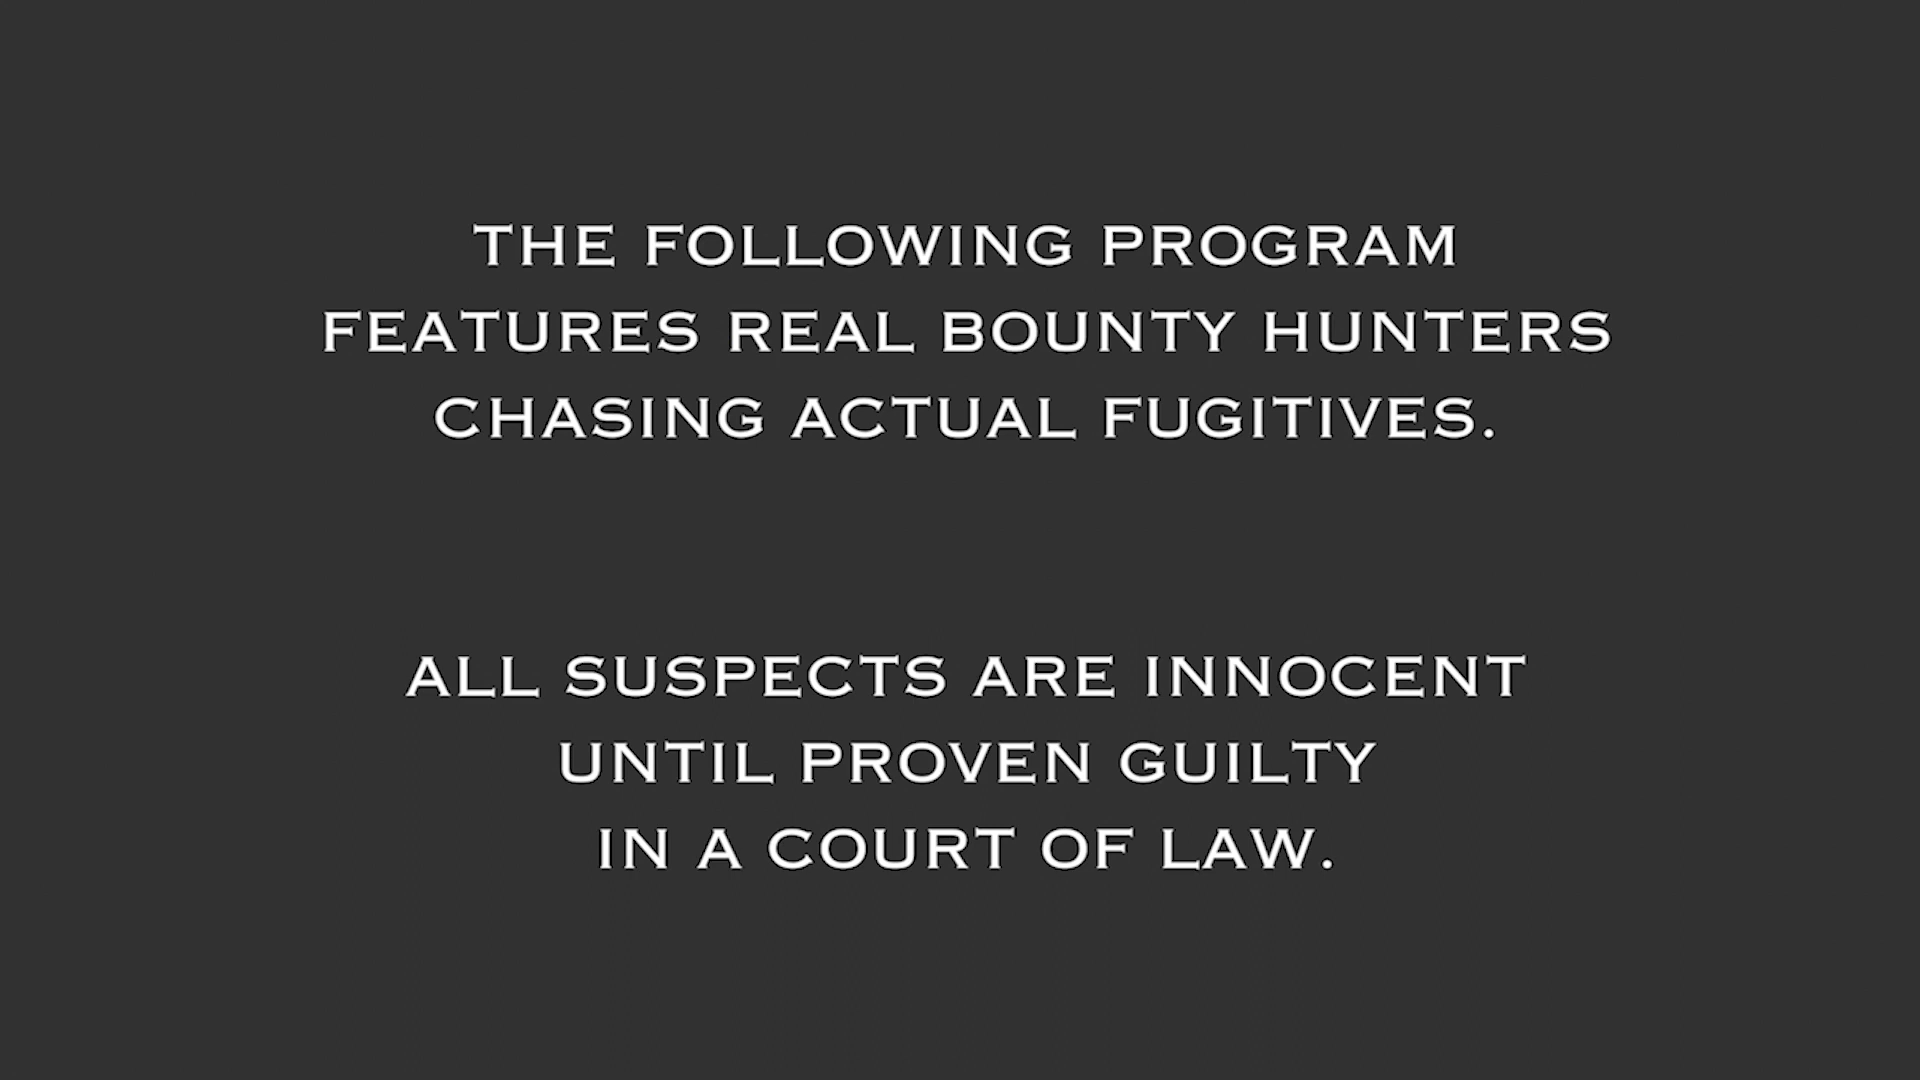 THE FOLLOWING PROGRAM
FEATURES REAL BOUNTY HUNTERS
CHASING ACTUAL FUGITIVES.
ALL SUSPECTS ARE INNOCENT
UNTIL PROVEN GUILTY
IN A COURT OF LAW.